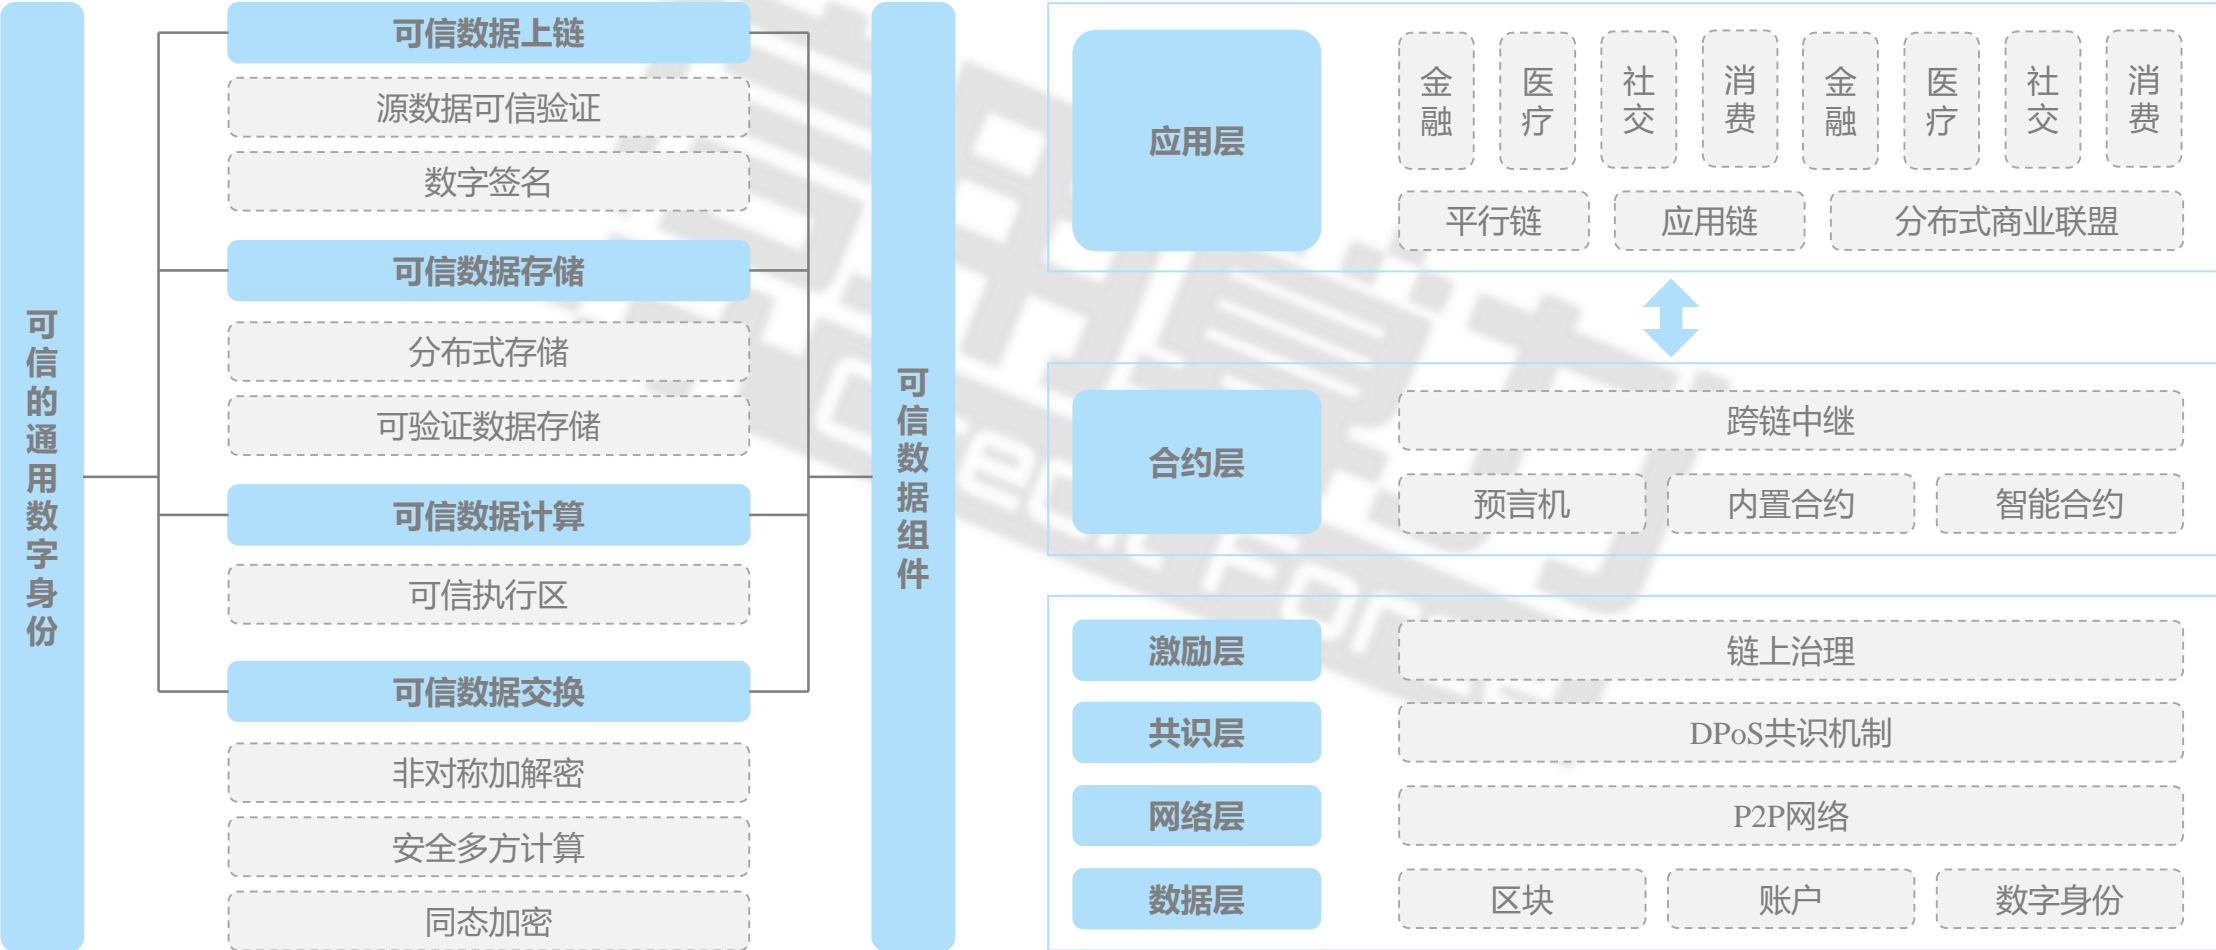 可信的通用数字身份
可信数据上链
源数据可信验证
数字签名
可信数据存储
分布式存储
可验证数据存储
可信数据计算
可信执行区
可信数据交换
非对称加解密
安全多方计算
同态加密
可信数据组件
应用层
金融
医疗
社交
消费
金融
医疗
社交
消费
平行链
应用链
分布式商业联盟
合约层
跨链中继
预言机
内置合约
智能合约
激励层
链上治理
共识层
DPoS共识机制
网络层
P2P网络
数据层
区块
账户
数字身份